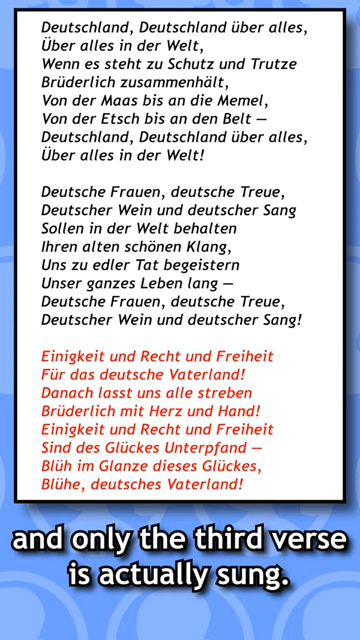 Deutschland, Deutschland über alles,
Über alles in der Welt,
Wenn es steht zu Schutz und Trutze
Brüderlich zusammenhält,
Von der Maas bis an die Memel,
Von der Etsch bis an den Belt —
Deutschland, Deutschland über alles,
Über alles in der Welt!

Deutsche Frauen, deutsche Treue,
Deutscher Wein und deutscher Sang
Sollen in der Welt behalten
Ihren alten schönen Klang,
Uns zu edler Tat begeistern
Unser ganzes Leben lang —
Deutsche Frauen, deutsche Treue,
Deutscher Wein und deutscher Sang!

Einigkeit und Recht und Freiheit
Für das deutsche Vaterland!
Danach lasst uns alle streben
Brüderlich mit Herz und Hand!
Einigkeit und Recht und Freiheit
Sind des Glückes Unterpfand —
Blüh im Glanze dieses Glückes,
Blühe, deutsches Vaterland!

and only the third verse
is actually sung.